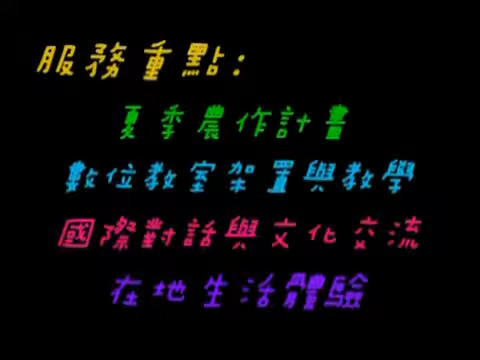 服務重點:
夏季農作計畫
數位教室架置與教學
國際對話與文化交流
在地生活體驗